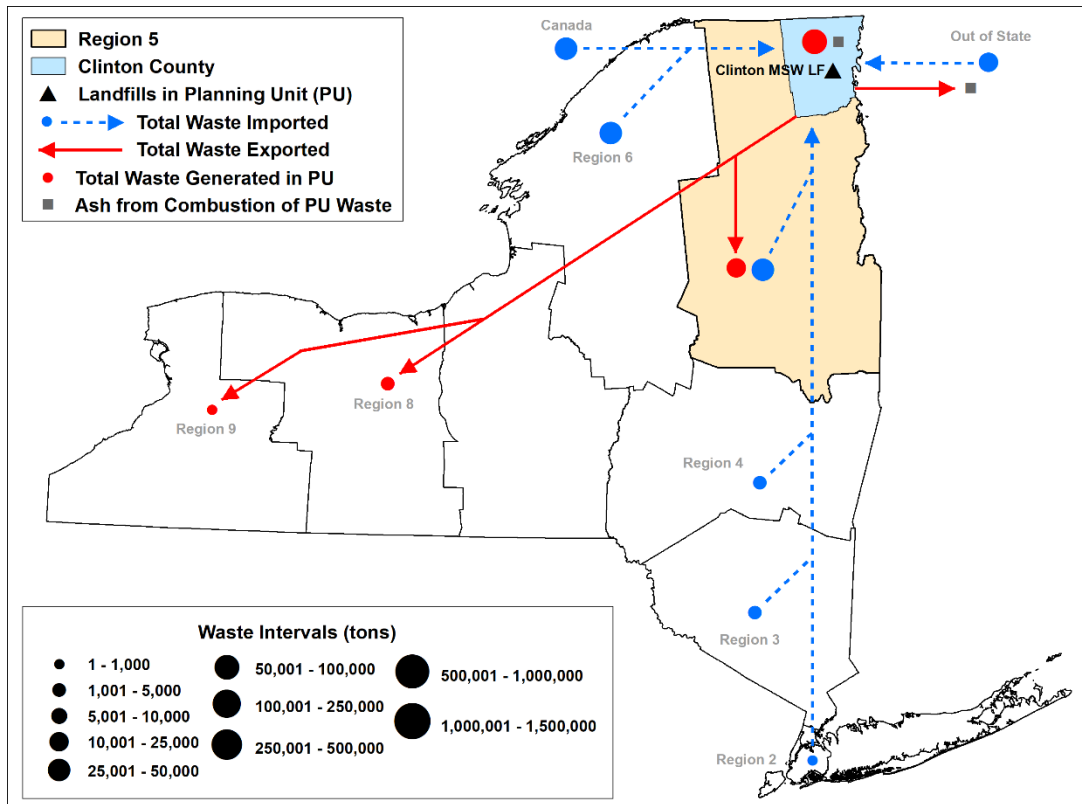 Region 5
Clinton County
Landfills in Planning Unit (PU)
Total Waste Imported
Total Waste Exported
Total Waste Generated in PU
Ash from Combustion of PU Waste
Canada
Out of State
Clinton MSW LF
Region 6
Region 8
Region 9
Region 4
Region 3
Region 2
Waste Intervals (tons)
1 - 1,000
1,001 - 5,000
5,001 - 10,000
10,001 - 25,000
25,001 - 50,000
50,001 - 100,000
100,001 - 250,000
250,001 - 500,000
500,001 - 1,000,000
1,000,001 - 1,500,000